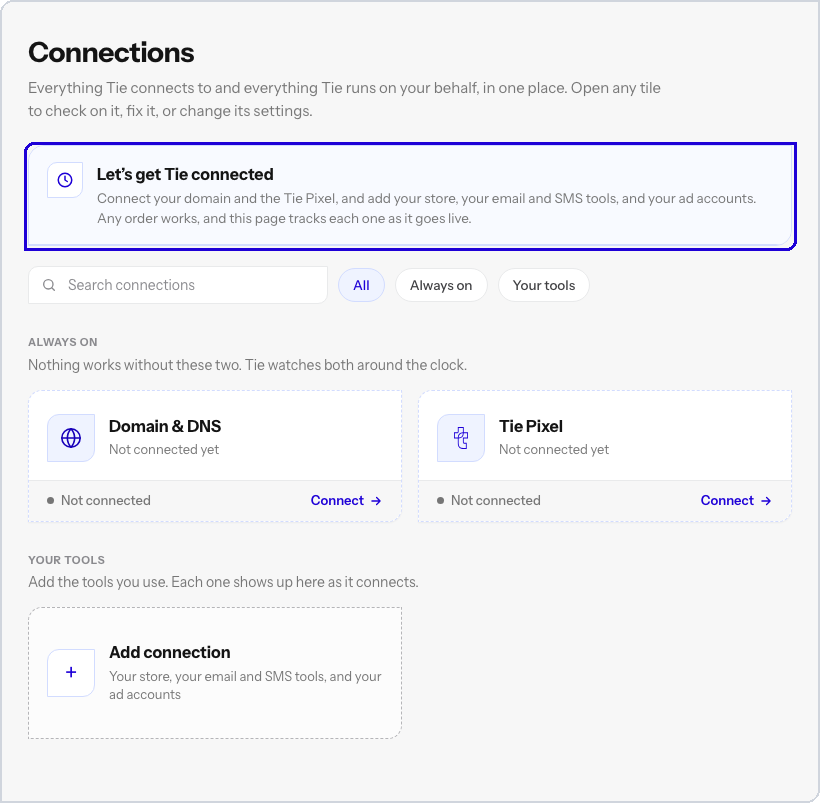 Connections
Everything Tie connects to and everything Tie runs on your behalf, in one place. Open any tile
to check on it, fix it, or change its settings.
Let's get Tie connected
Connect your domain and the Tie Pixel, and add your store, your email and SMS tools, and your ad accounts.
Any order works, and this page tracks each one as it goes live.
Search connections
All
Always on
Your tools
ALWAYS ON
Nothing works without these two. Tie watches both around the clock.
Domain & DNS
Not connected yet
Not connected
Connect →
Tie Pixel
Not connected yet
Not connected
Connect →
YOUR TOOLS
Add the tools you use. Each one shows up here as it connects.
Add connection
Your store, your email and SMS tools, and your
ad accounts